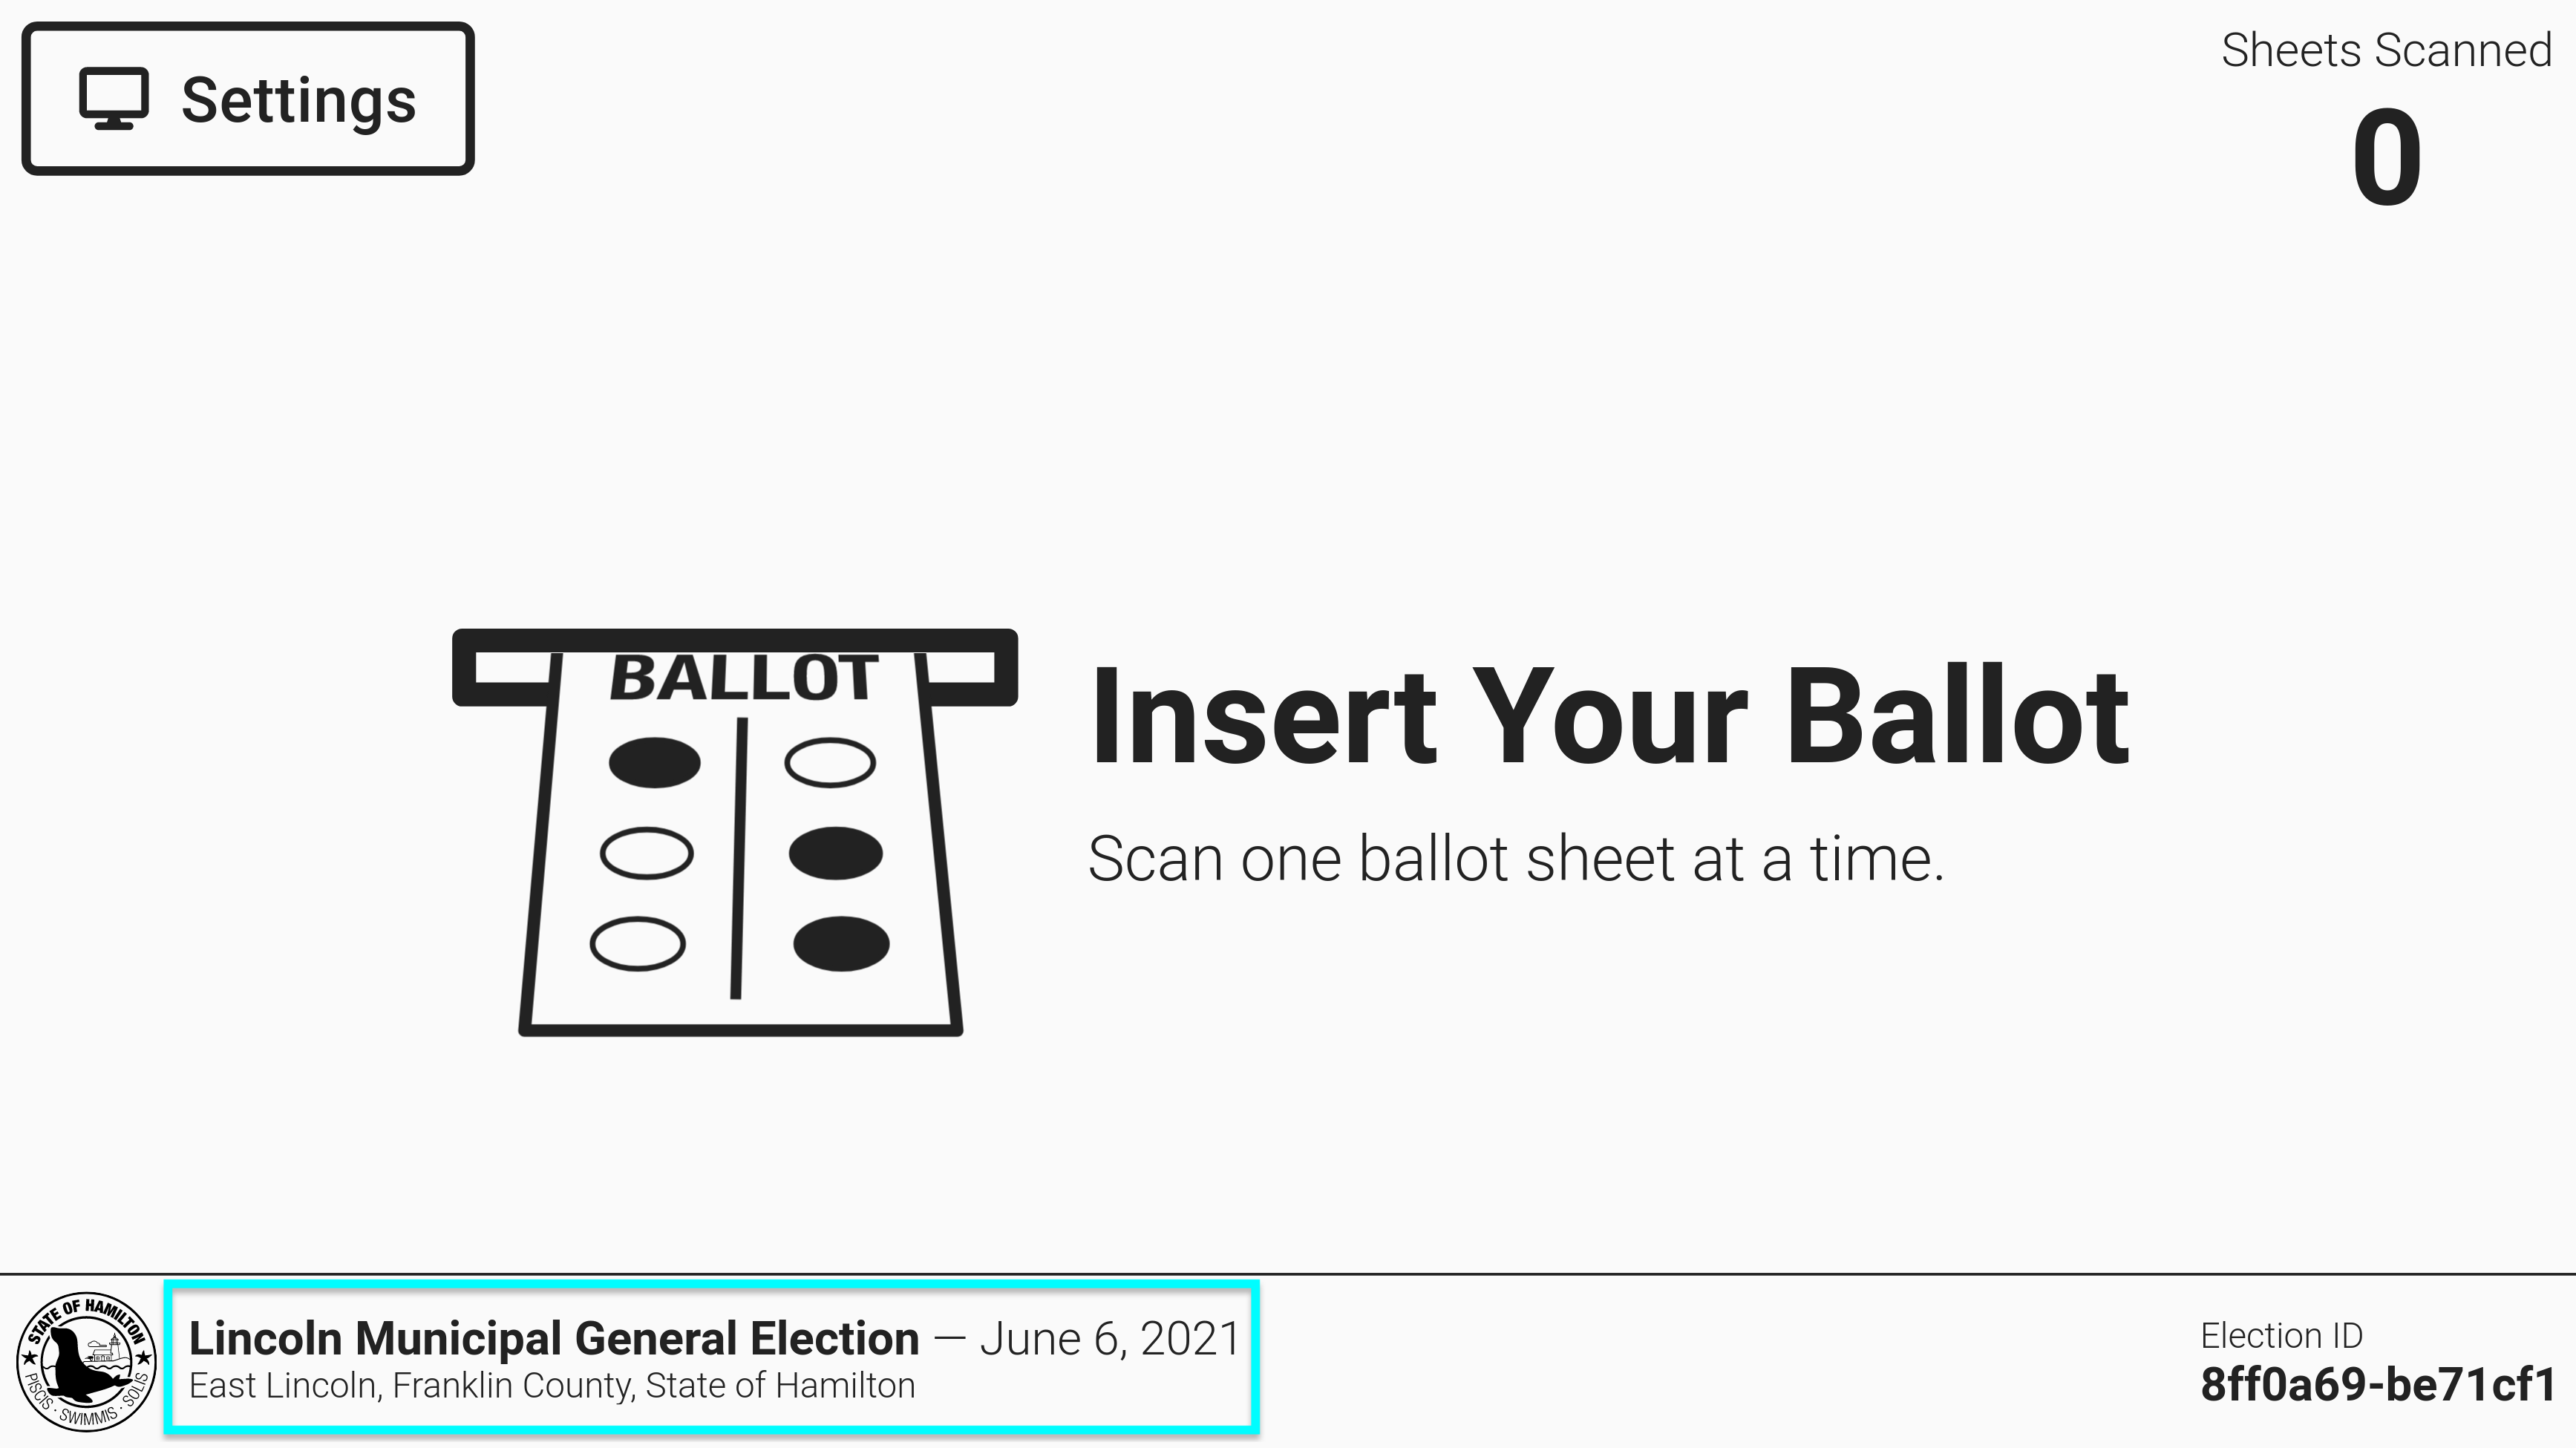 Settings
Sheets Scanned
0
BALLOT
Insert Your Ballot
Scan one ballot sheet at a time.
STATE OF HAMILTON
PISCIS · SWIMMIS · SOLIS
Lincoln Municipal General Election — June 6, 2021
East Lincoln, Franklin County, State of Hamilton
Election ID
8ff0a69-be71cf1